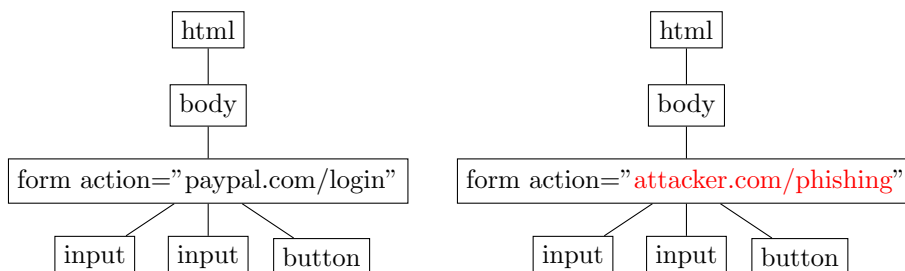 html
body
form action=”paypal.com/login”
input input button
html
body
form action=”attacker.com/phishing”
input input button